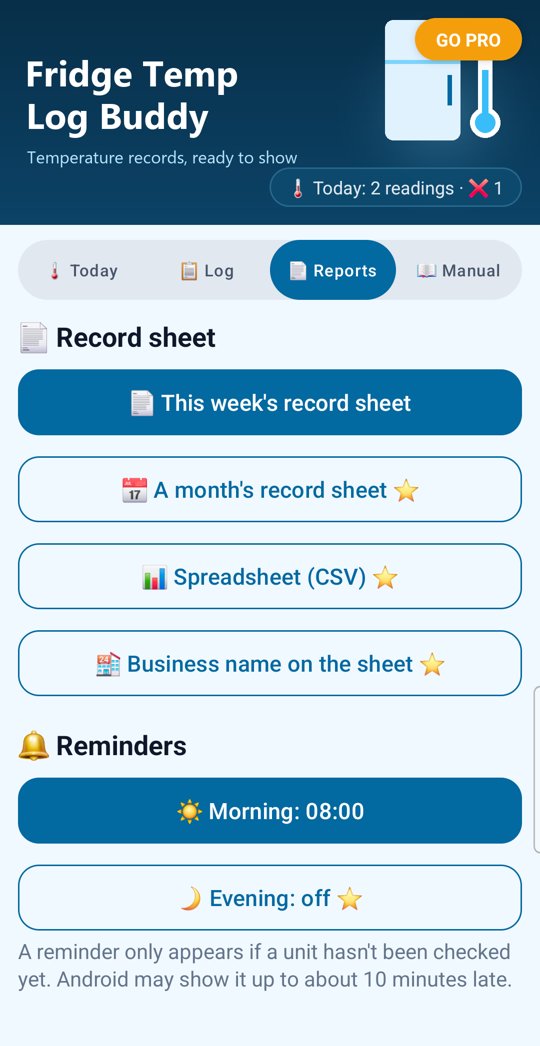 GO PRO
Fridge Temp
Log Buddy
Temperature records, ready to show
🌡️ Today: 2 readings · ❌ 1
🌡️ Today
📋 Log
📄 Reports
📖 Manual
📄 Record sheet
📄 This week's record sheet
📅 A month's record sheet ⭐
📊 Spreadsheet (CSV) ⭐
🏪 Business name on the sheet ⭐
🔔 Reminders
☀️ Morning: 08:00
🌙 Evening: off ⭐
A reminder only appears if a unit hasn't been checked
yet. Android may show it up to about 10 minutes late.